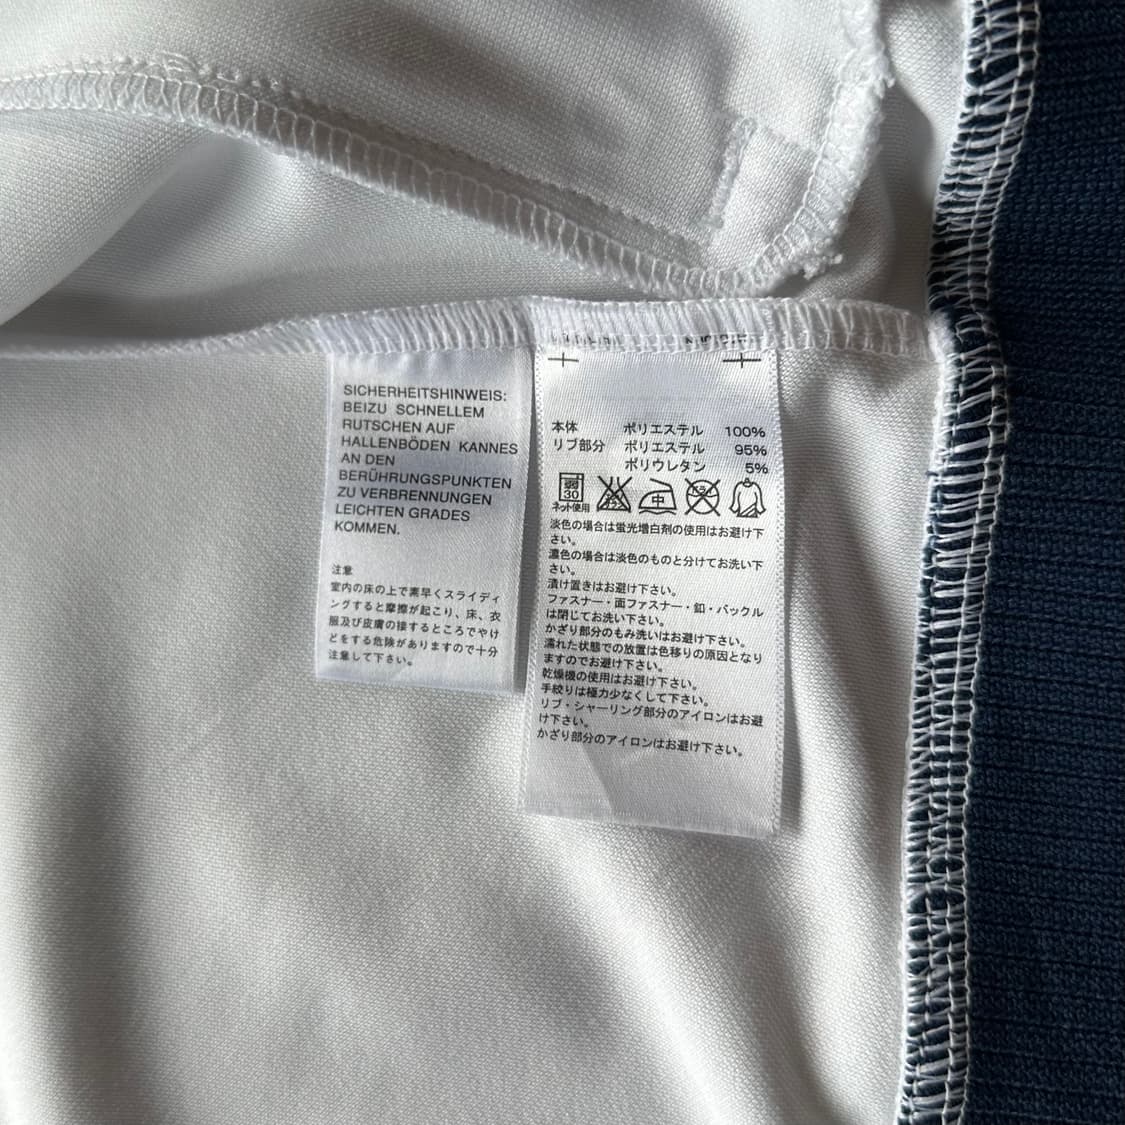 SICHERHEITSHINWEIS:
BEIZU SCHNELLEM
RUTSCHEN AUF
HALLENBÖDEN KANNES
AN DEN
BERÜHRUNGSPUNKTEN
ZU VERBRENNUNGEN
LEICHTEN GRADES
KOMMEN.
注意
室内の床の上で素早くスライディ
ングすると摩擦が起こり、床、衣
服及び皮膚の接するところでやけ
どをする危険がありますので十分
注意して下さい。
本体 ポリエステル 100%
リブ部分 ポリエステル 95%
ポリウレタン 5%
弱 30 中
ネット使用
淡色の場合は蛍光増白剤の使用はお避け下
さい。
濃色の場合は淡色のものと分けてお洗い下
さい。
漬け置きはお避け下さい。
ファスナー・面ファスナー・釦・バックル
は閉じてお洗い下さい。
かざり部分のもみ洗いはお避け下さい。
濡れた状態での放置は色移りの原因となり
ますのでお避け下さい。
乾燥機の使用はお避け下さい。
手絞りは極力少なくして下さい。
リブ・シャーリング部分のアイロンはお避
け下さい。
かざり部分のアイロンはお避け下さい。